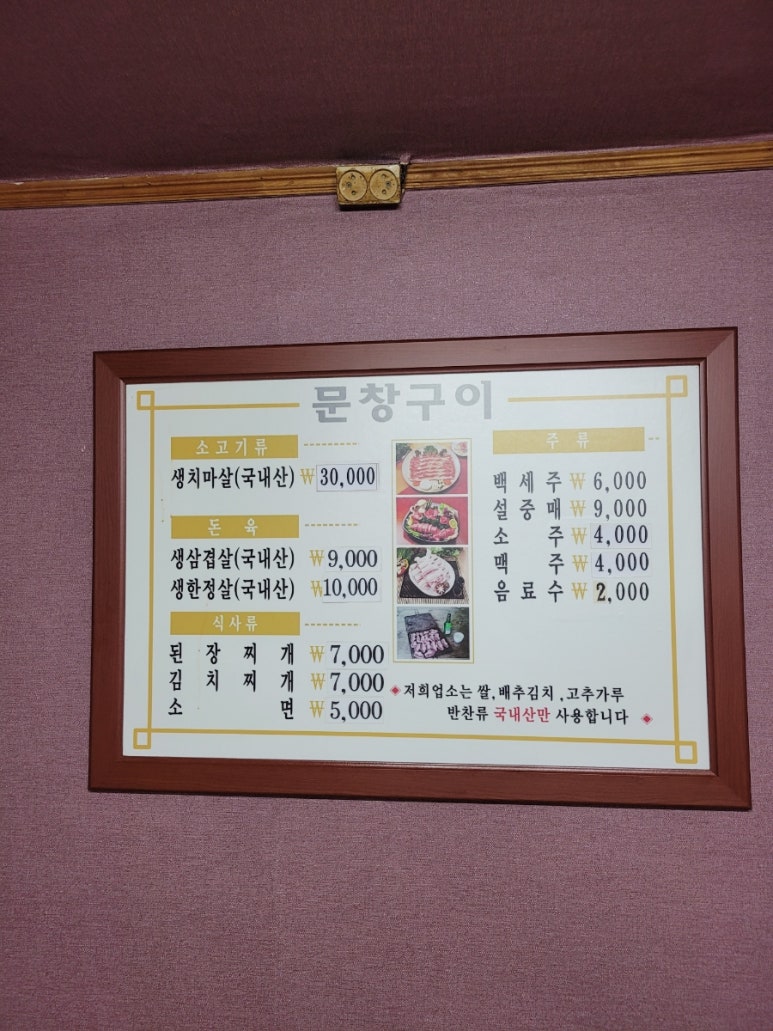 문창구이
소고기류
생치마살(국내산) ₩30,000
돈 육
생삼겹살(국내산) ₩9,000
생한정살(국내산) ₩10,000
식사류
된 장 찌 개 ₩7,000
김 치 찌 개 ₩7,000
소 면 ₩5,000
주 류
백 세 주 ₩6,000
설 중 매 ₩9,000
소 주 ₩4,000
맥 주 ₩4,000
음 료 수 ₩2,000
저희업소는 쌀, 배추김치 ,고추가루
반찬류 국내산만 사용합니다